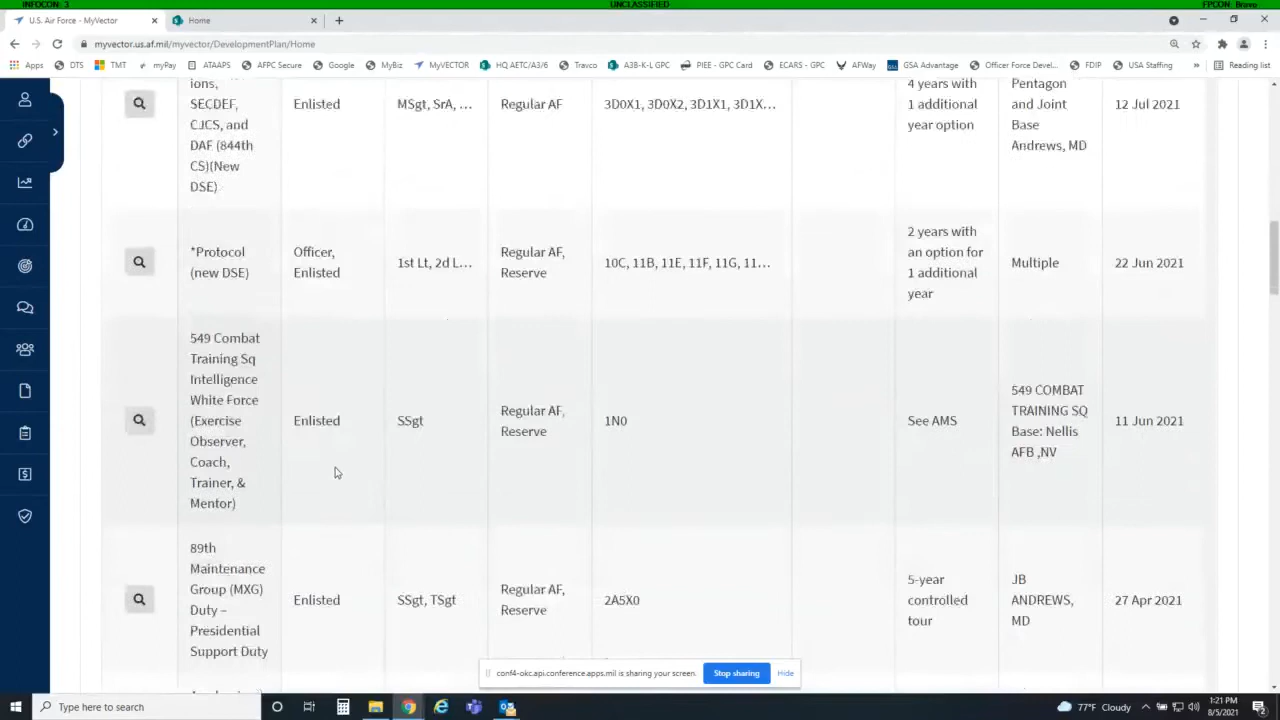 INFOCON: 3
UNCLASSIFIED
FPCON: Bravo
U.S. Air Force - MyVector
Home
myvector.us.af.mil/myvector/DevelopmentPlan/Home
Apps DTS TMT myPay ATAAPS AFPC Secure Google MyBiz MyVECTOR HQ AETC/A3/6 Travco A3B-K-L GPC PIEE - GPC Card ECARS - GPC AFWay GSA Advantage Officer Force Devel... FDIP USA Staffing » Reading list
ions,
SECDEF,
CJCS, and
DAF (844th
CS)(New
DSE)
Enlisted
MSgt, SrA, ...
Regular AF
3D0X1, 3D0X2, 3D1X1, 3D1X...
4 years with
1 additional
year option
Pentagon
and Joint
Base
Andrews, MD
12 Jul 2021
*Protocol
(new DSE)
Officer,
Enlisted
1st Lt, 2d L...
Regular AF,
Reserve
10C, 11B, 11E, 11F, 11G, 11...
2 years with
an option for
1 additional
year
Multiple
22 Jun 2021
549 Combat
Training Sq
Intelligence
White Force
(Exercise
Observer,
Coach,
Trainer, &
Mentor)
Enlisted
SSgt
Regular AF,
Reserve
1N0
See AMS
549 COMBAT
TRAINING SQ
Base: Nellis
AFB ,NV
11 Jun 2021
89th
Maintenance
Group (MXG)
Duty –
Presidential
Support Duty
Enlisted
SSgt, TSgt
Regular AF,
Reserve
2A5X0
5-year
controlled
tour
JB
ANDREWS,
MD
27 Apr 2021
conf4-okc.api.conference.apps.mil is sharing your screen.
Stop sharing
Hide
Type here to search
77°F Cloudy
1:21 PM
8/5/2021
2